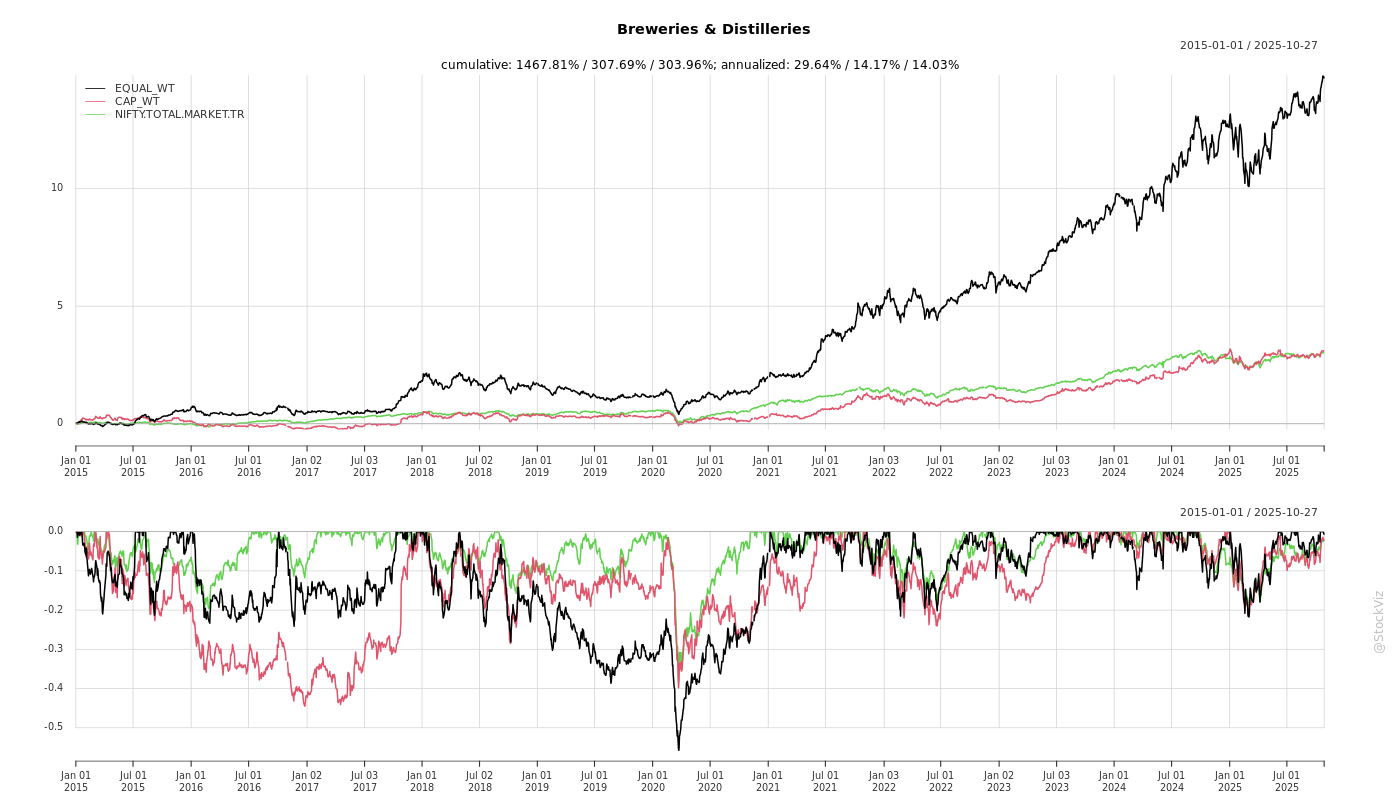 Breweries & Distilleries
2015-01-01 / 2025-10-27
cumulative: 1467.81% / 307.69% / 303.96%; annualized: 29.64% / 14.17% / 14.03%
EQUAL_WT
CAP_WT
NIFTY.TOTAL.MARKET.TR
10
5
0
Jan 01 Jul 01 Jan 01 Jul 01 Jan 02 Jul 03 Jan 01 Jul 02 Jan 01 Jul 01 Jan 01 Jul 01 Jan 01 Jul 01 Jan 03 Jul 01 Jan 02 Jul 03 Jan 01 Jul 01 Jan 01 Jul 01
2015 2015 2016 2016 2017 2017 2018 2018 2019 2019 2020 2020 2021 2021 2022 2022 2023 2023 2024 2024 2025 2025
2015-01-01 / 2025-10-27
0.0
-0.1
-0.2
-0.3
-0.4
-0.5
Jan 01 Jul 01 Jan 01 Jul 01 Jan 02 Jul 03 Jan 01 Jul 02 Jan 01 Jul 01 Jan 01 Jul 01 Jan 01 Jul 01 Jan 03 Jul 01 Jan 02 Jul 03 Jan 01 Jul 01 Jan 01 Jul 01
2015 2015 2016 2016 2017 2017 2018 2018 2019 2019 2020 2020 2021 2021 2022 2022 2023 2023 2024 2024 2025 2025
@StockViz